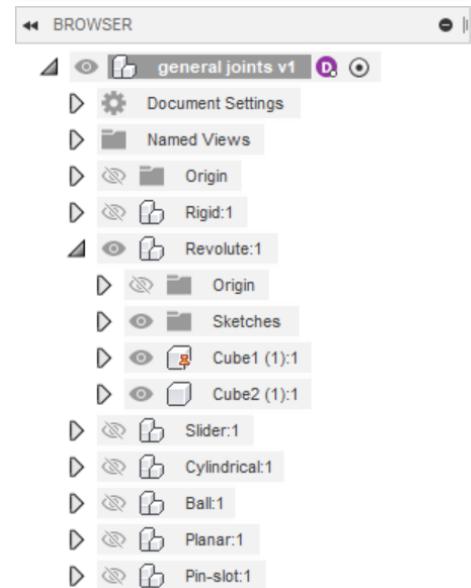 BROWSER
general joints v1 D
Document Settings
Named Views
Origin
Rigid:1
Revolute:1
Origin
Sketches
Cube1 (1):1
Cube2 (1):1
Slider:1
Cylindrical:1
Ball:1
Planar:1
Pin-slot:1